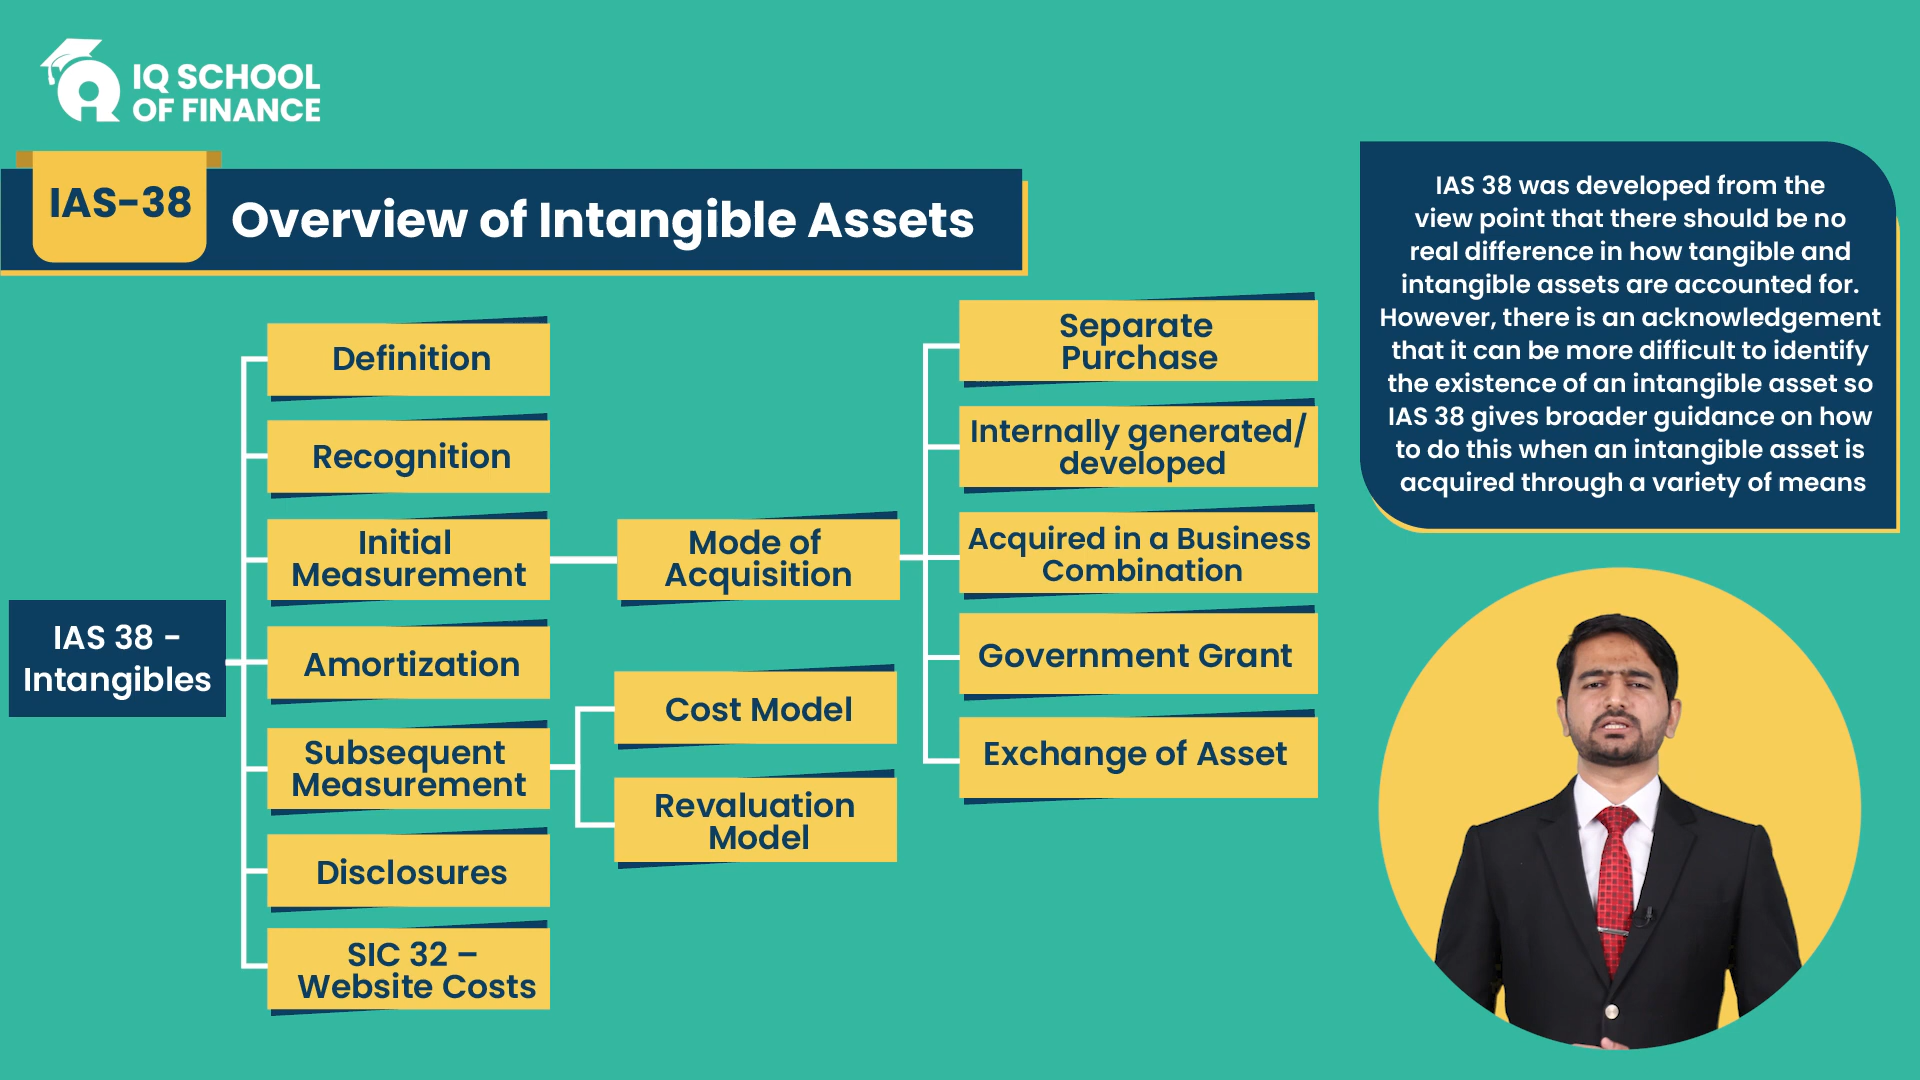 IQ SCHOOL
OF FINANCE
IAS-38
Overview of Intangible Assets
IAS 38 was developed from the
view point that there should be no
real difference in how tangible and
intangible assets are accounted for.
However, there is an acknowledgement
that it can be more difficult to identify
the existence of an intangible asset so
IAS 38 gives broader guidance on how
to do this when an intangible asset is
acquired through a variety of means
IAS 38 -
Intangibles
Definition
Recognition
Initial
Measurement
Amortization
Subsequent
Measurement
Disclosures
SIC 32 –
Website Costs
Mode of
Acquisition
Cost Model
Revaluation
Model
Separate
Purchase
Internally generated/
developed
Acquired in a Business
Combination
Government Grant
Exchange of Asset